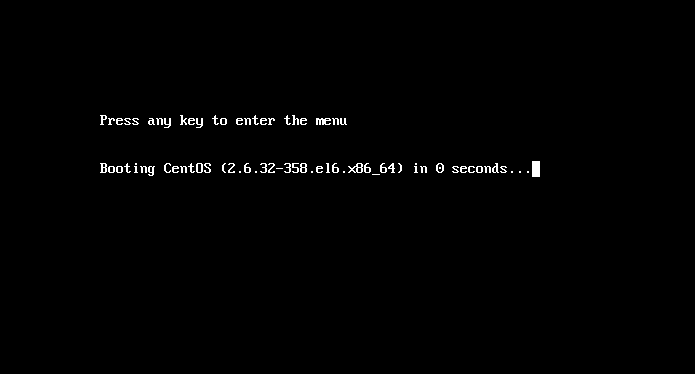 Press any key to enter the menu
Booting CentOS (2.6.32-358.el6.x86_64) in 0 seconds...